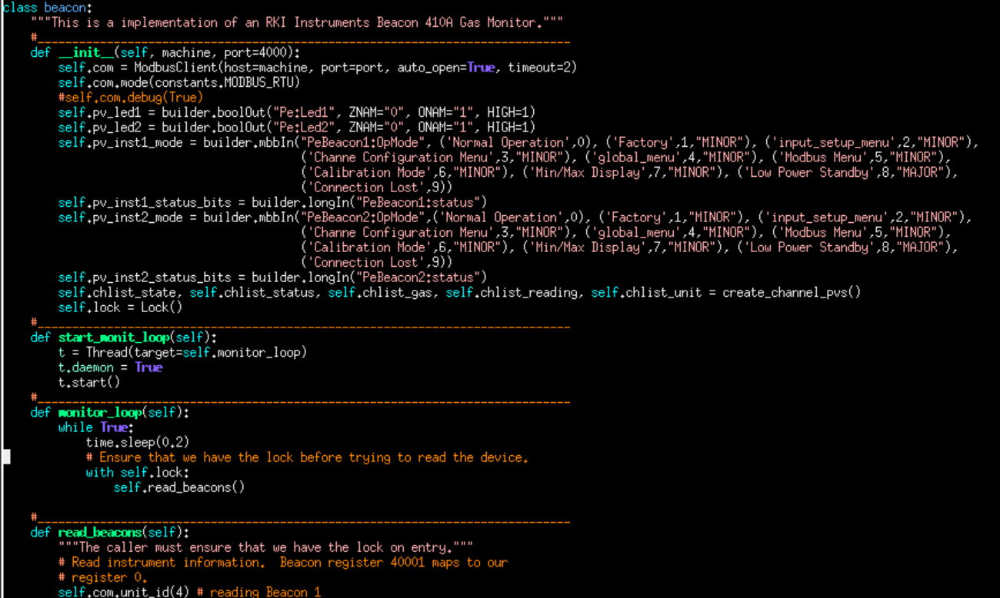 class beacon:
    """This is a implementation of an RKI Instruments Beacon 410A Gas Monitor."""
    #_____________________________________________________________________________
    def __init__(self, machine, port=4000):
        self.com = ModbusClient(host=machine, port=port, auto_open=True, timeout=2)
        self.com.mode(constants.MODBUS_RTU)
        #self.com.debug(True)
        self.pv_led1 = builder.boolOut("Pe:Led1", ZNAM="0", ONAM="1", HIGH=1)
        self.pv_led2 = builder.boolOut("Pe:Led2", ZNAM="0", ONAM="1", HIGH=1)
        self.pv_inst1_mode = builder.mbbIn("PeBeacon1:OpMode", ('Normal Operation',0), ('Factory',1,"MINOR"), ('input_setup_menu',2,"MINOR"),
                                           ('Channe Configuration Menu',3,"MINOR"), ('global_menu',4,"MINOR"), ('Modbus Menu',5,"MINOR"),
                                           ('Calibration Mode',6,"MINOR"), ('Min/Max Display',7,"MINOR"), ('Low Power Standby',8,"MAJOR"),
                                           ('Connection Lost',9))
        self.pv_inst1_status_bits = builder.longIn("PeBeacon1:status")
        self.pv_inst2_mode = builder.mbbIn("PeBeacon2:OpMode",('Normal Operation',0), ('Factory',1,"MINOR"), ('input_setup_menu',2,"MINOR"),
                                           ('Channe Configuration Menu',3,"MINOR"), ('global_menu',4,"MINOR"), ('Modbus Menu',5,"MINOR"),
                                           ('Calibration Mode',6,"MINOR"), ('Min/Max Display',7,"MINOR"), ('Low Power Standby',8,"MAJOR"),
                                           ('Connection Lost',9))
        self.pv_inst2_status_bits = builder.longIn("PeBeacon2:status")
        self.chlist_state, self.chlist_status, self.chlist_gas, self.chlist_reading, self.chlist_unit = create_channel_pvs()
        self.lock = Lock()
    #_____________________________________________________________________________
    def start_monit_loop(self):
        t = Thread(target=self.monitor_loop)
        t.daemon = True
        t.start()
    #_____________________________________________________________________________
    def monitor_loop(self):
        while True:
            time.sleep(0.2)
            # Ensure that we have the lock before trying to read the device.
            with self.lock:
                self.read_beacons()
    #_____________________________________________________________________________
    def read_beacons(self):
        """The caller must ensure that we have the lock on entry."""
        # Read instrument information.  Beacon register 40001 maps to our
        # register 0.
        self.com.unit_id(4) # reading Beacon 1